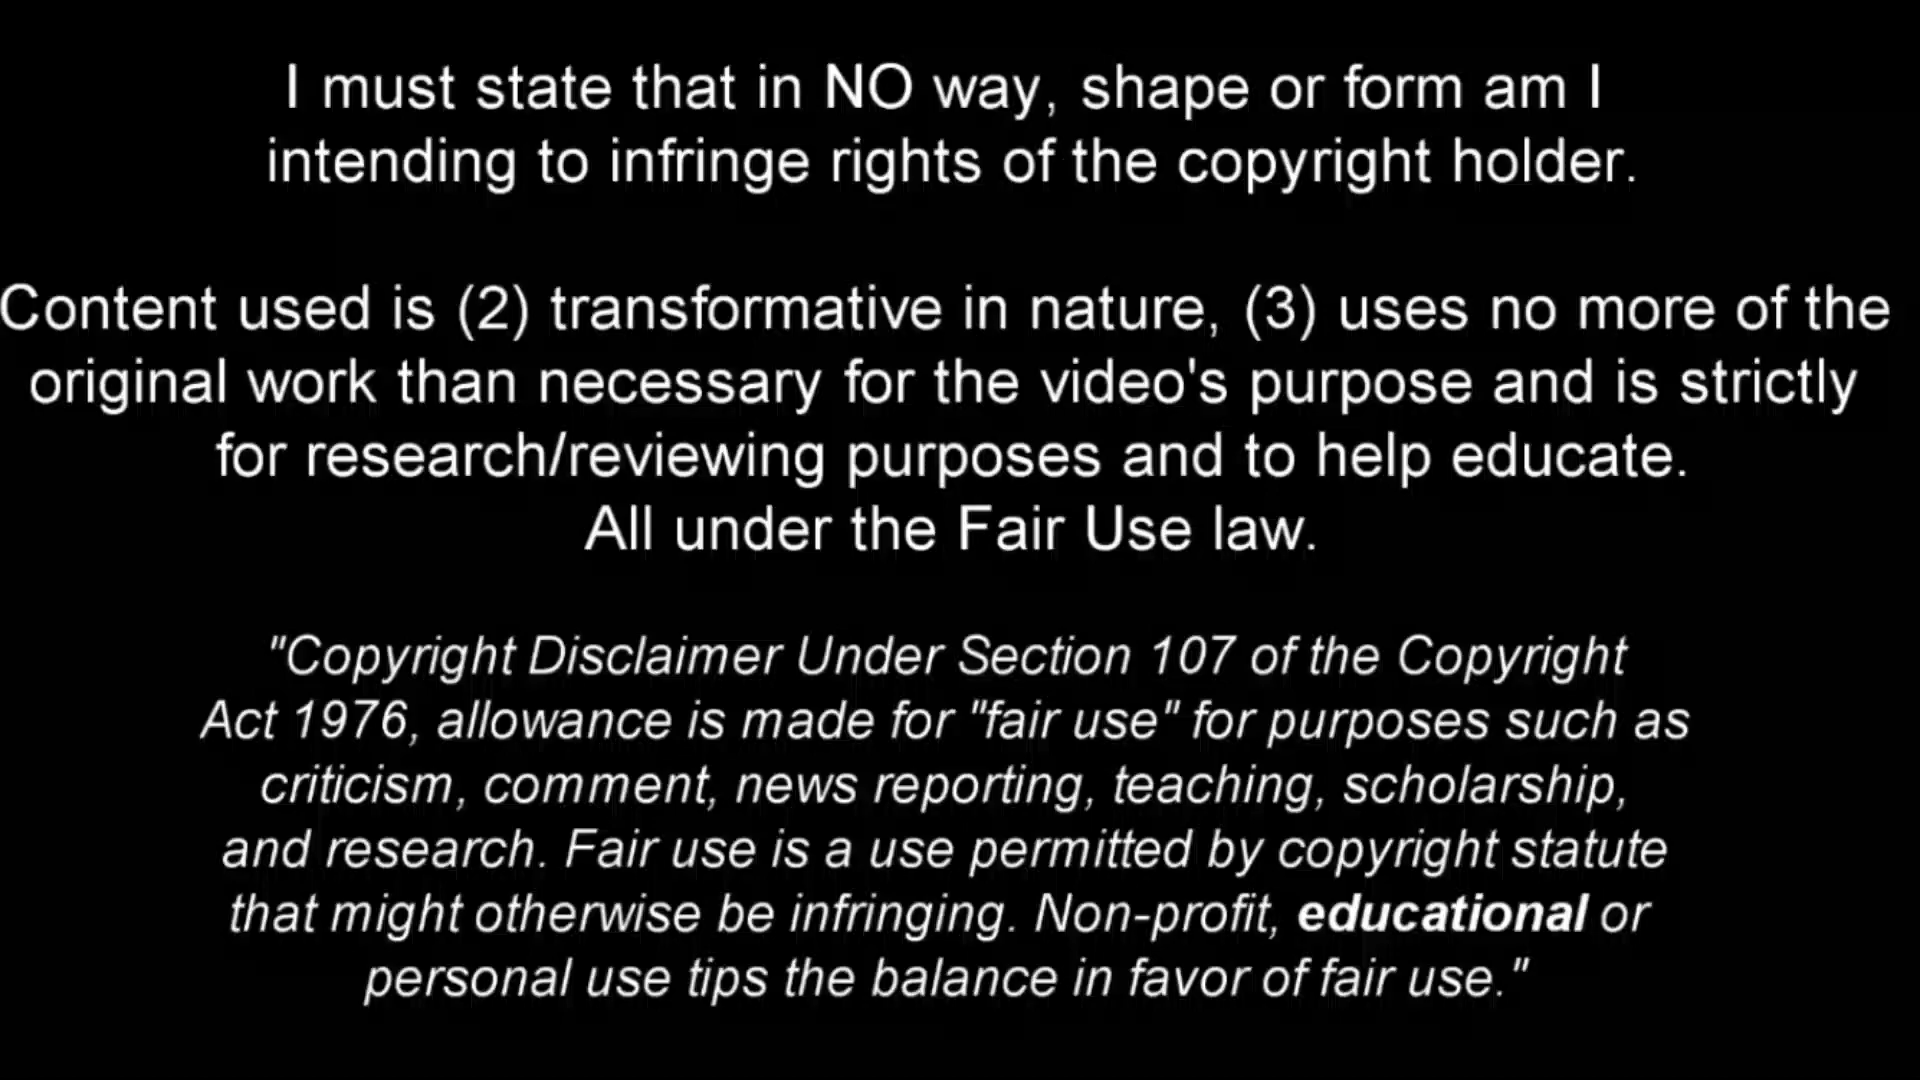 I must state that in NO way, shape or form am I
intending to infringe rights of the copyright holder.
Content used is (2) transformative in nature, (3) uses no more of the
original work than necessary for the video's purpose and is strictly
for research/reviewing purposes and to help educate.
All under the Fair Use law.
"Copyright Disclaimer Under Section 107 of the Copyright
Act 1976, allowance is made for "fair use" for purposes such as
criticism, comment, news reporting, teaching, scholarship,
and research. Fair use is a use permitted by copyright statute
that might otherwise be infringing. Non-profit, educational or
personal use tips the balance in favor of fair use."